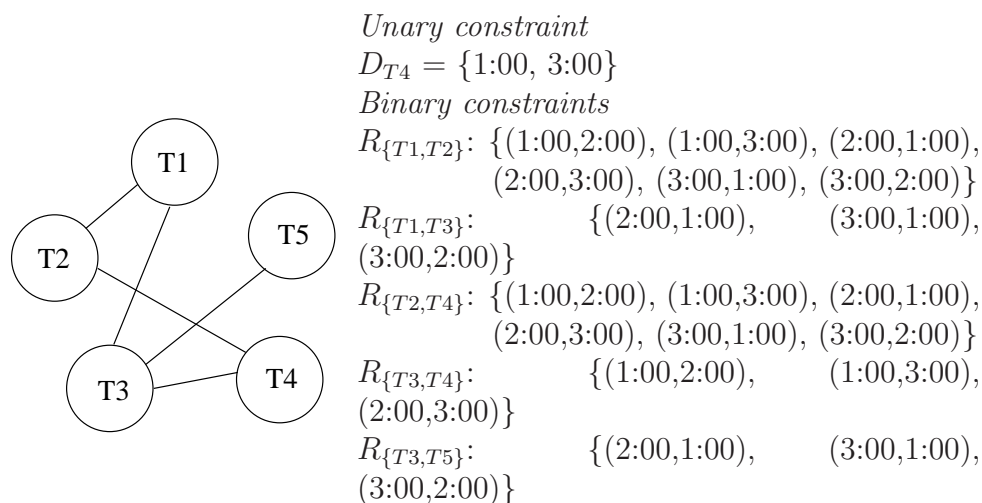 Unary constraint
D_{T4} = {1:00, 3:00}
Binary constraints
R_{{T1,T2}}: {(1:00,2:00), (1:00,3:00), (2:00,1:00),
(2:00,3:00), (3:00,1:00), (3:00,2:00)}
R_{{T1,T3}}: {(2:00,1:00), (3:00,1:00),
(3:00,2:00)}
R_{{T2,T4}}: {(1:00,2:00), (1:00,3:00), (2:00,1:00),
(2:00,3:00), (3:00,1:00), (3:00,2:00)}
R_{{T3,T4}}: {(1:00,2:00), (1:00,3:00),
(2:00,3:00)}
R_{{T3,T5}}: {(2:00,1:00), (3:00,1:00),
(3:00,2:00)}
T1
T5
T2
T3
T4